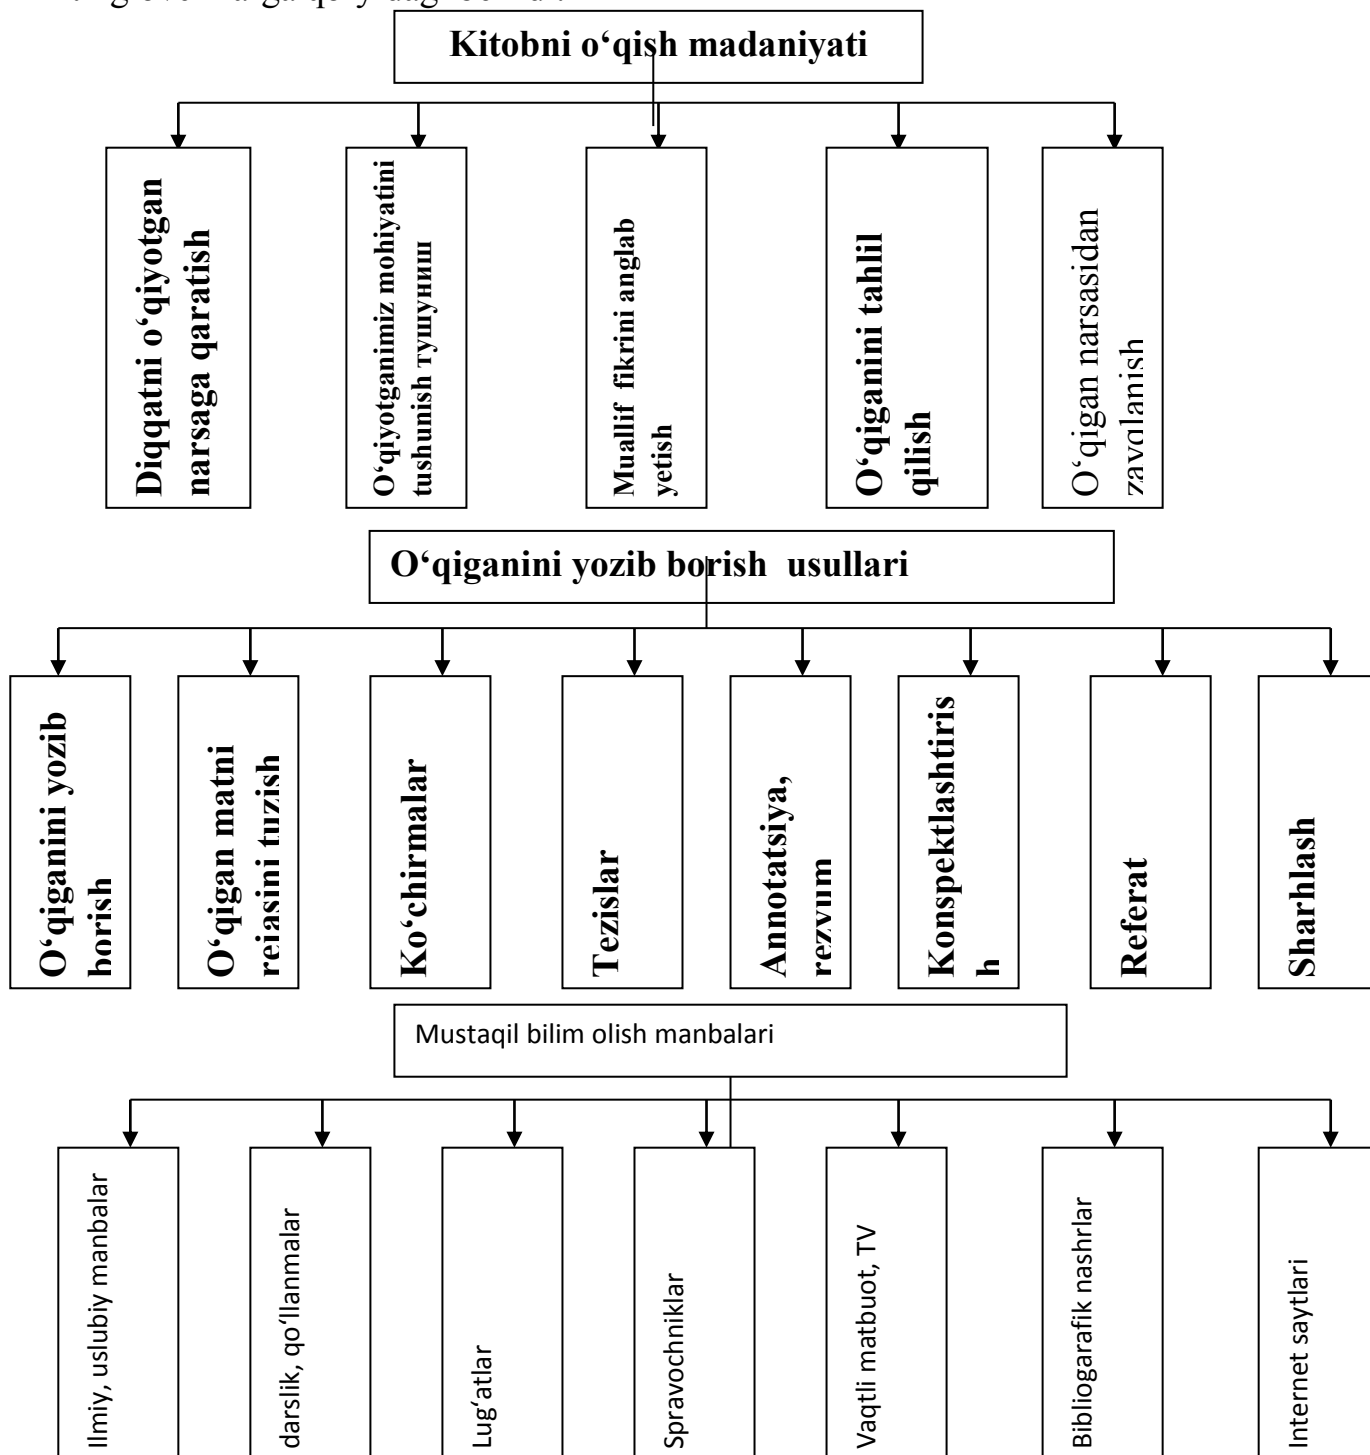 Kitobni o‘qish madaniyati
Diqqatni o‘qiyotgan
narsaga qaratish
O‘qiyotganimiz mohiyatini
tushunish тушуниш
Muallif fikrini anglab
yetish
O‘qiganini tahlil
qilish
O‘qigan narsasidan
zavqlanish
O‘qiganini yozib borish usullari
O‘qiganini yozib
borish
O‘qigan matni
rejasini tuzish
Ko‘chirmalar
Tezislar
Annotatsiya,
rezyum
Konspektlashtiris
h
Referat
Sharhlash
Mustaqil bilim olish manbalari
Ilmiy, uslubiy manbalar
darslik, qo‘llanmalar
Lug‘atlar
Spravochniklar
Vaqtli matbuot, TV
Bibliogarafik nashrlar
Internet saytlari